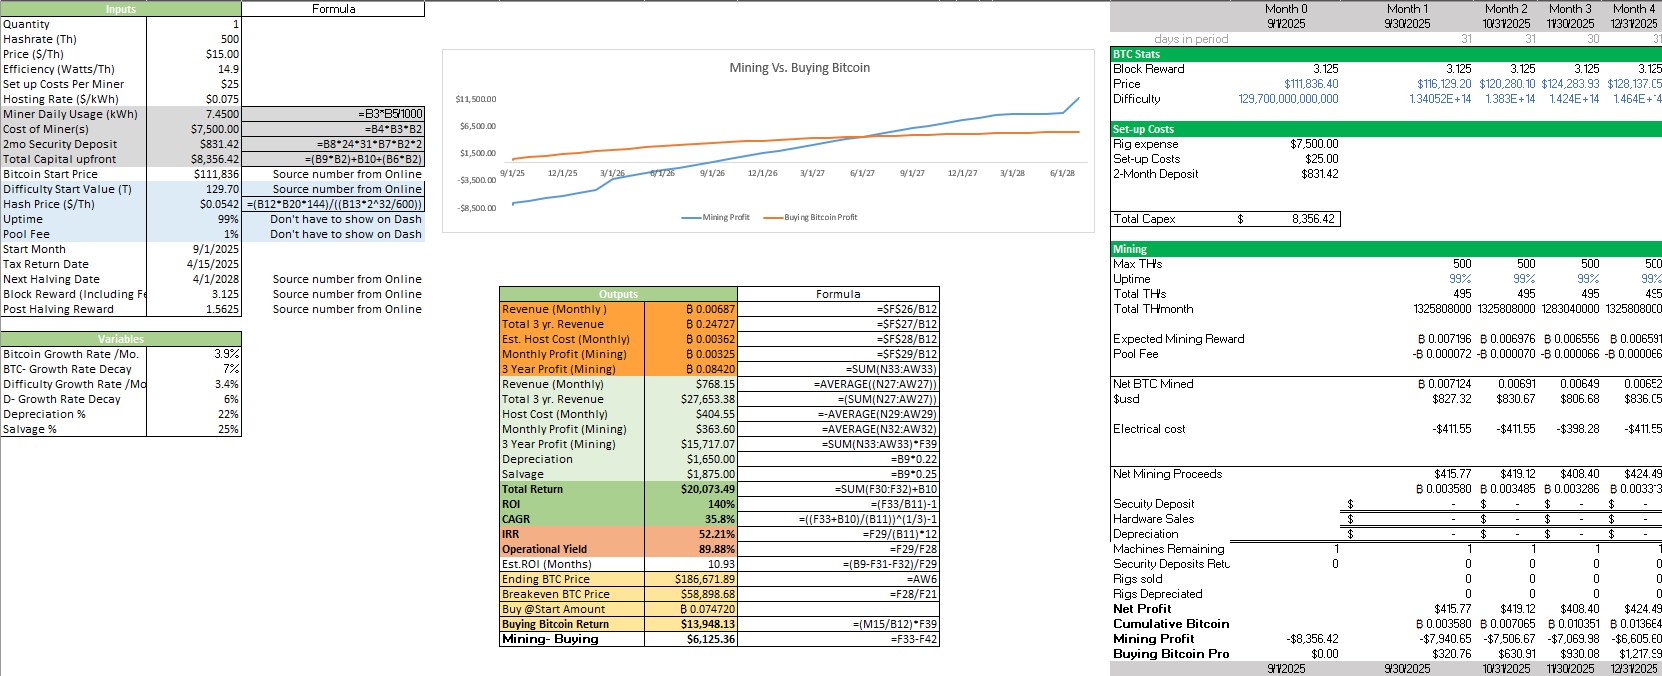 Inputs Formula
Quantity 1
Hashrate (Th) 500
Price ($/Th) $15.00
Efficiency (Watts/Th) 14.9
Set up Costs Per Miner $25
Hosting Rate ($/kWh) $0.075
Miner Daily Usage (kWh) 7.4500 =B3*B5/1000
Cost of Miner(s) $7,500.00 =B4*B3*B2
2mo Security Deposit $831.42 =B8*24*31*B7*B2*2
Total Capital upfront $8,356.42 =(B9*B2)+B10+(B6*B2)
Bitcoin Start Price $111,836 Source number from Online
Difficulty Start Value (T) 129.70 Source number from Online
Hash Price ($/Th) $0.0542 =(B12*B20*144)/((B13*2^32/600))
Uptime 99% Don't have to show on Dash
Pool Fee 1% Don't have to show on Dash
Start Month 9/1/2025
Tax Return Date 4/15/2025
Next Halving Date 4/1/2028 Source number from Online
Block Reward (Including Fe 3.125 Source number from Online
Post Halving Reward 1.5625 Source number from Online
Variables
Bitcoin Growth Rate /Mo. 3.9%
BTC- Growth Rate Decay 7%
Difficulty Growth Rate /Mo 3.4%
D- Growth Rate Decay 6%
Depreciation % 22%
Salvage % 25%
Mining Vs. Buying Bitcoin
$11,500.00
$6,500.00
$1,500.00
-$3,500.00
-$8,500.00
9/1/25 12/1/25 3/1/26 6/1/26 9/1/26 12/1/26 3/1/27 6/1/27 9/1/27 12/1/27 3/1/28 6/1/28
Mining Profit Buying Bitcoin Profit
Outputs Formula
Revenue (Monthly ) ₿ 0.00687 =$F$26/B12
Total 3 yr. Revenue ₿ 0.24727 =$F$27/B12
Est. Host Cost (Monthly) ₿ 0.00362 =$F$28/B12
Monthly Profit (Mining) ₿ 0.00325 =$F$29/B12
3 Year Profit (Mining) ₿ 0.08420 =SUM(N33:AW33)
Revenue (Monthly) $768.15 =AVERAGE((N27:AW27))
Total 3 yr. Revenue $27,653.38 =(SUM(N27:AW27))
Host Cost (Monthly) $404.55 =-AVERAGE(N29:AW29)
Monthly Profit (Mining) $363.60 =AVERAGE(N32:AW32)
3 Year Profit (Mining) $15,717.07 =SUM(N33:AW33)*F39
Depreciation $1,650.00 =B9*0.22
Salvage $1,875.00 =B9*0.25
Total Return $20,073.49 =SUM(F30:F32)+B10
ROI 140% =(F33/B11)-1
CAGR 35.8% =((F33+B10)/(B11))^(1/3)-1
IRR 52.21% =F29/(B11)*12
Operational Yield 89.88% =F29/F28
Est.ROI (Months) 10.93 =(B9-F31-F32)/F29
Ending BTC Price $186,671.89 =AW6
Breakeven BTC Price $58,898.68 =F28/F21
Buy @Start Amount ₿ 0.074720
Buying Bitcoin Return $13,948.13 =(M15/B12)*F39
Mining- Buying $6,125.36 =F33-F42
Month 0 Month 1 Month 2 Month 3 Month 4
9/1/2025 9/30/2025 10/31/2025 11/30/2025 12/31/2025
days in period 31 31 30 31
BTC Stats
Block Reward 3.125 3.125 3.125 3.125 3.125
Price $111,836.40 $116,129.20 $120,280.10 $124,283.93 $128,137.05
Difficulty 129,700,000,000,000 1.34052E+14 1.383E+14 1.424E+14 1.464E+14
Set-up Costs
Rig expense $7,500.00
Set-up Costs $25.00
2-Month Deposit $831.42
Total Capex $ 8,356.42
Mining
Max TH/s 500 500 500 500
Uptime 99% 99% 99% 99%
Total TH/s 495 495 495 495
Total TH/month 1325808000 1325808000 1283040000 1325808000
Expected Mining Reward ₿ 0.007196 ₿ 0.006976 ₿ 0.006556 ₿ 0.006591
Pool Fee -₿ 0.000072 -₿ 0.000070 -₿ 0.000066 -₿ 0.000066
Net BTC Mined ₿ 0.007124 0.00691 0.00649 0.00652
$usd $827.32 $830.67 $806.68 $836.05
Electrical cost -$411.55 -$411.55 -$398.28 -$411.55
Net Mining Proceeds $415.77 $419.12 $408.40 $424.49
₿ 0.003580 ₿ 0.003485 ₿ 0.003286 ₿ 0.003313
Secuity Deposit $ - $ - $ - $ -
Hardware Sales $ - $ - $ - $ -
Depreciation $ - $ - $ - $ -
Machines Remaining 1 1 1 1 1
Security Deposits Retu 0 0 0 0 0
Rigs sold 0 0 0 0
Rigs Depreciated 0 0 0 0
Net Profit $415.77 $419.12 $408.40 $424.49
Cumulative Bitcoin ₿ 0.003580 ₿ 0.007065 ₿ 0.010351 ₿ 0.013664
Mining Profit -$8,356.42 -$7,940.65 -$7,506.67 -$7,069.98 -$6,605.60
Buying Bitcoin Pro $0.00 $320.76 $630.91 $930.08 $1,217.99
9/1/2025 9/30/2025 10/31/2025 11/30/2025 12/31/2025